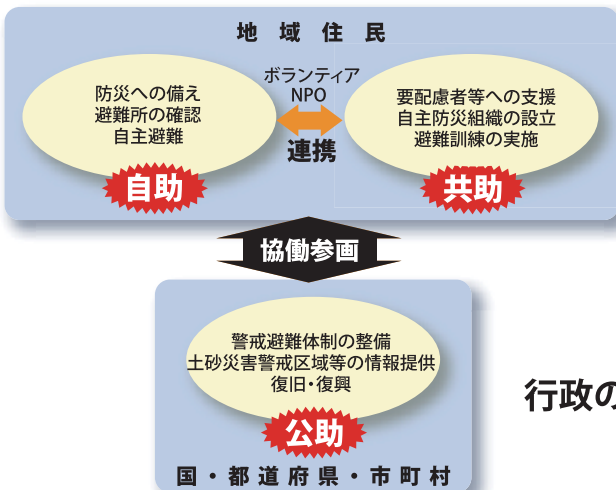 地域住民
防災への備え
避難所の確認
自主避難
自助
ボランティア
NPO
連携
要配慮者等への支援
自主防災組織の設立
避難訓練の実施
共助
協働参画
警戒避難体制の整備
土砂災害警戒区域等の情報提供
復旧・復興
公助
国・都道府県・市町村
行政の